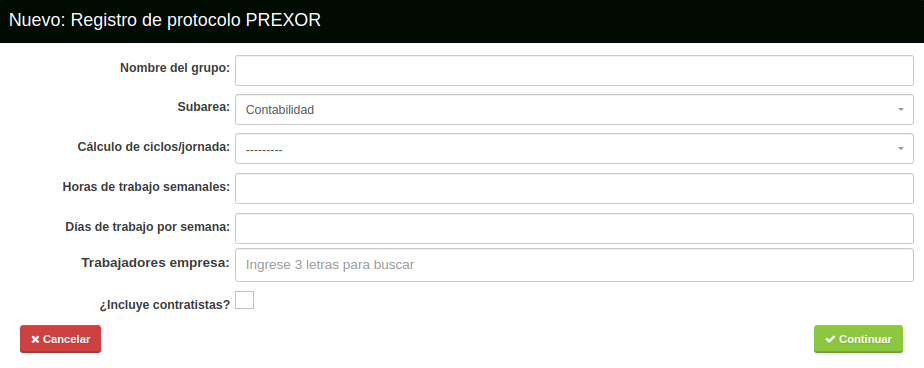 Nuevo: Registro de protocolo PREXOR
Nombre del grupo:
Subarea: Contabilidad
Cálculo de ciclos/jornada: ---------
Horas de trabajo semanales:
Días de trabajo por semana:
Trabajadores empresa: Ingrese 3 letras para buscar
¿Incluye contratistas?
Cancelar Continuar